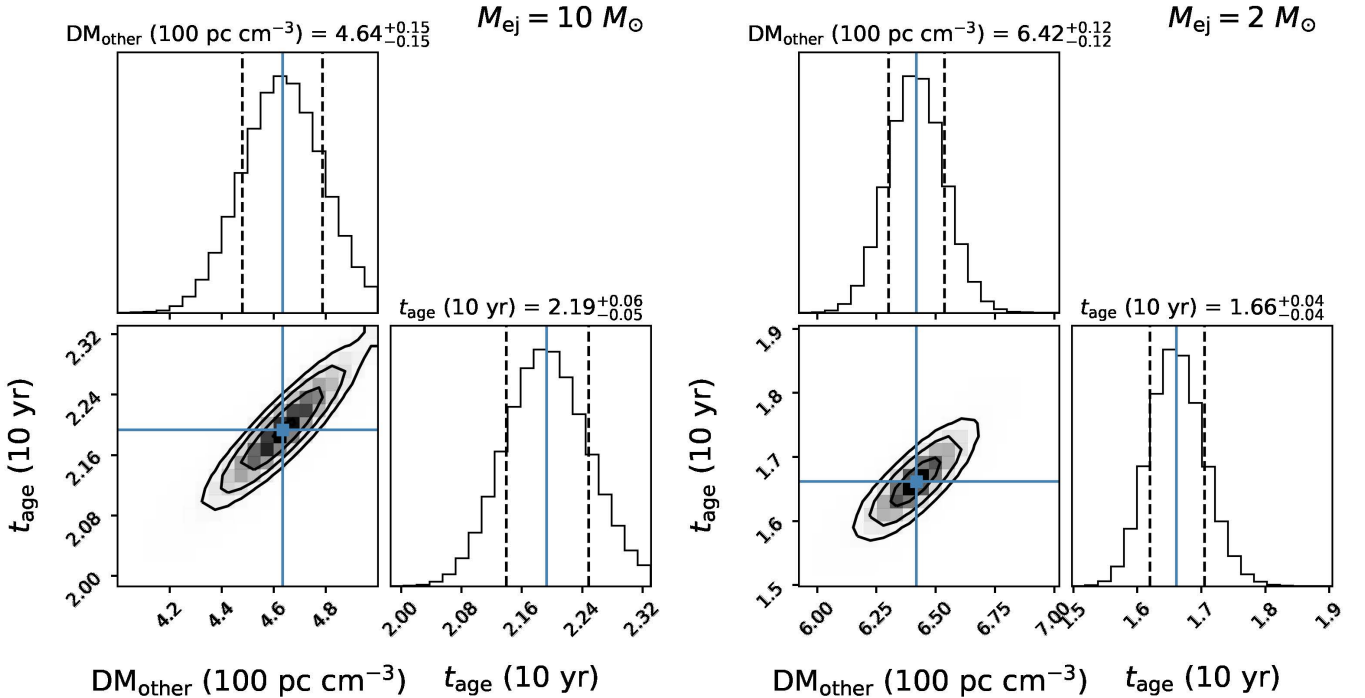 M_ej = 10 M_⊙
DM_other (100 pc cm^−3) = 4.64^+0.15_−0.15
t_age (10 yr) = 2.19^+0.06_−0.05
t_age (10 yr)
2.32
2.24
2.16
2.08
2.00
4.2 4.4 4.6 4.8
2.00 2.08 2.16 2.24 2.32
DM_other (100 pc cm^−3) t_age (10 yr)
M_ej = 2 M_⊙
DM_other (100 pc cm^−3) = 6.42^+0.12_−0.12
t_age (10 yr) = 1.66^+0.04_−0.04
t_age (10 yr)
1.9
1.8
1.7
1.6
1.5
6.00 6.25 6.50 6.75 7.00
1.5 1.6 1.7 1.8 1.9
DM_other (100 pc cm^−3) t_age (10 yr)